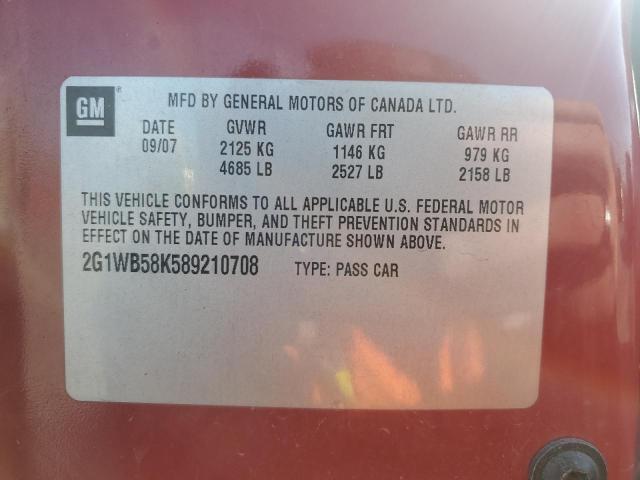 GM
MFD BY GENERAL MOTORS OF CANADA LTD.
DATE GVWR GAWR FRT GAWR RR
09/07 2125 KG 1146 KG 979 KG
4685 LB 2527 LB 2158 LB
THIS VEHICLE CONFORMS TO ALL APPLICABLE U.S. FEDERAL MOTOR
VEHICLE SAFETY, BUMPER, AND THEFT PREVENTION STANDARDS IN
EFFECT ON THE DATE OF MANUFACTURE SHOWN ABOVE.
2G1WB58K589210708 TYPE: PASS CAR